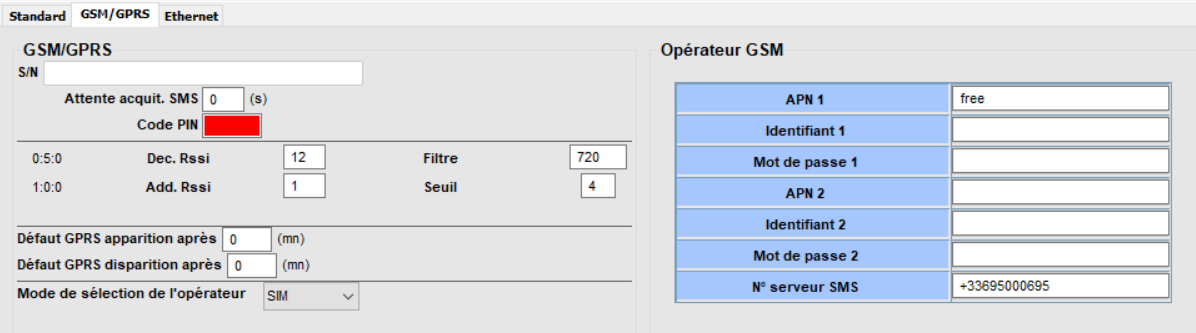 Standard GSM/GPRS Ethernet
GSM/GPRS
S/N
Attente acquit. SMS 0 (s)
Code PIN
0:5:0 Dec. Rssi 12 Filtre 720
1:0:0 Add. Rssi 1 Seuil 4
Défaut GPRS apparition après 0 (mn)
Défaut GPRS disparition après 0 (mn)
Mode de sélection de l'opérateur SIM
Opérateur GSM
APN 1 free
Identifiant 1
Mot de passe 1
APN 2
Identifiant 2
Mot de passe 2
N° serveur SMS +33695000695